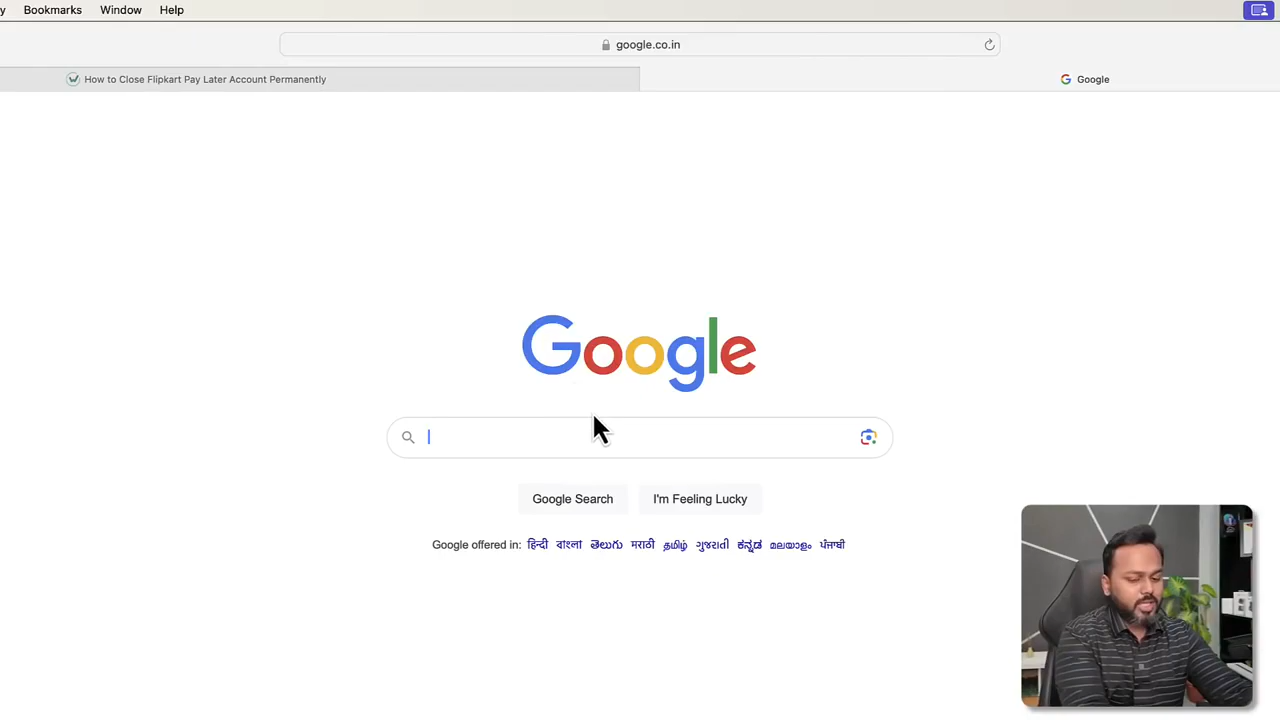 Bookmarks Window Help
google.co.in
How to Close Flipkart Pay Later Account Permanently
Google
Google
Google Search
I'm Feeling Lucky
Google offered in: हिन्दी বাংলা తెలుగు मराठी தமிழ் ગુજરાતી ಕನ್ನಡ മലയാളം ਪੰਜਾਬੀ